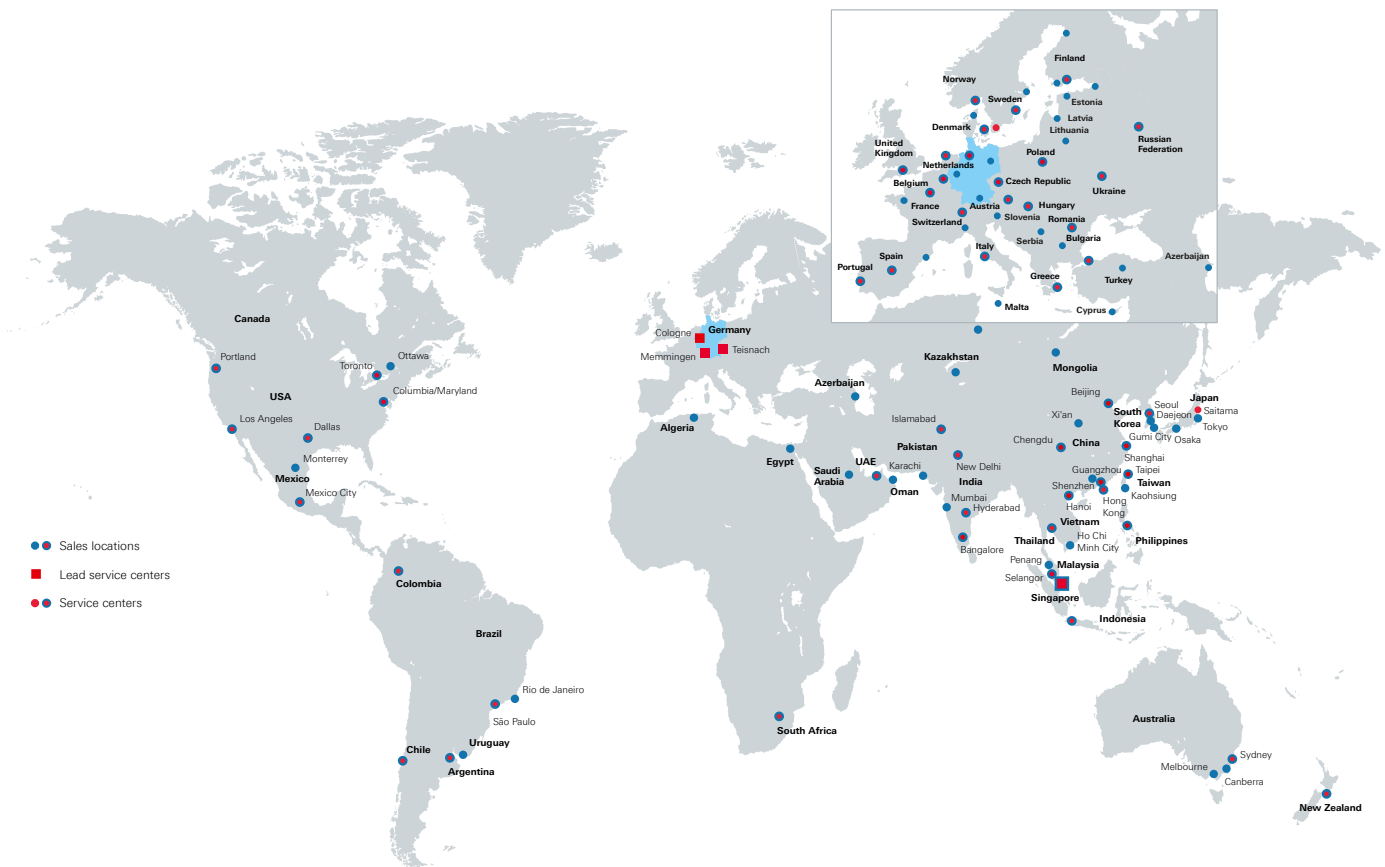 Finland
Norway
Sweden
Estonia
Denmark
Latvia
Lithuania
Russian
Federation
United
Kingdom
Poland
Netherlands
Belgium
Czech Republic
Ukraine
France
Austria
Hungary
Switzerland
Slovenia
Romania
Serbia
Bulgaria
Italy
Spain
Azerbaijan
Portugal
Greece
Turkey
Malta
Cyprus
Canada
Portland
Ottawa
Toronto
USA
Columbia/Maryland
Los Angeles
Dallas
Monterrey
Mexico
Mexico City
Cologne
Germany
Memmingen
Teisnach
Kazakhstan
Mongolia
Azerbaijan
Algeria
Egypt
Saudi
Arabia
UAE
Oman
Islamabad
Pakistan
Karachi
New Delhi
India
Mumbai
Hyderabad
Bangalore
Beijing
Xi'an
Chengdu
China
South
Korea
Seoul
Daejeon
Gumi City
Japan
Saitama
Tokyo
Osaka
Shanghai
Guangzhou
Taipei
Shenzhen
Taiwan
Kaohsiung
Hanoi
Hong
Kong
Vietnam
Thailand
Ho Chi
Minh City
Philippines
Penang
Malaysia
Selangor
Singapore
Indonesia
Sales locations
Lead service centers
Service centers
Colombia
Brazil
Rio de Janeiro
São Paulo
Chile
Uruguay
Argentina
South Africa
Australia
Sydney
Melbourne
Canberra
New Zealand